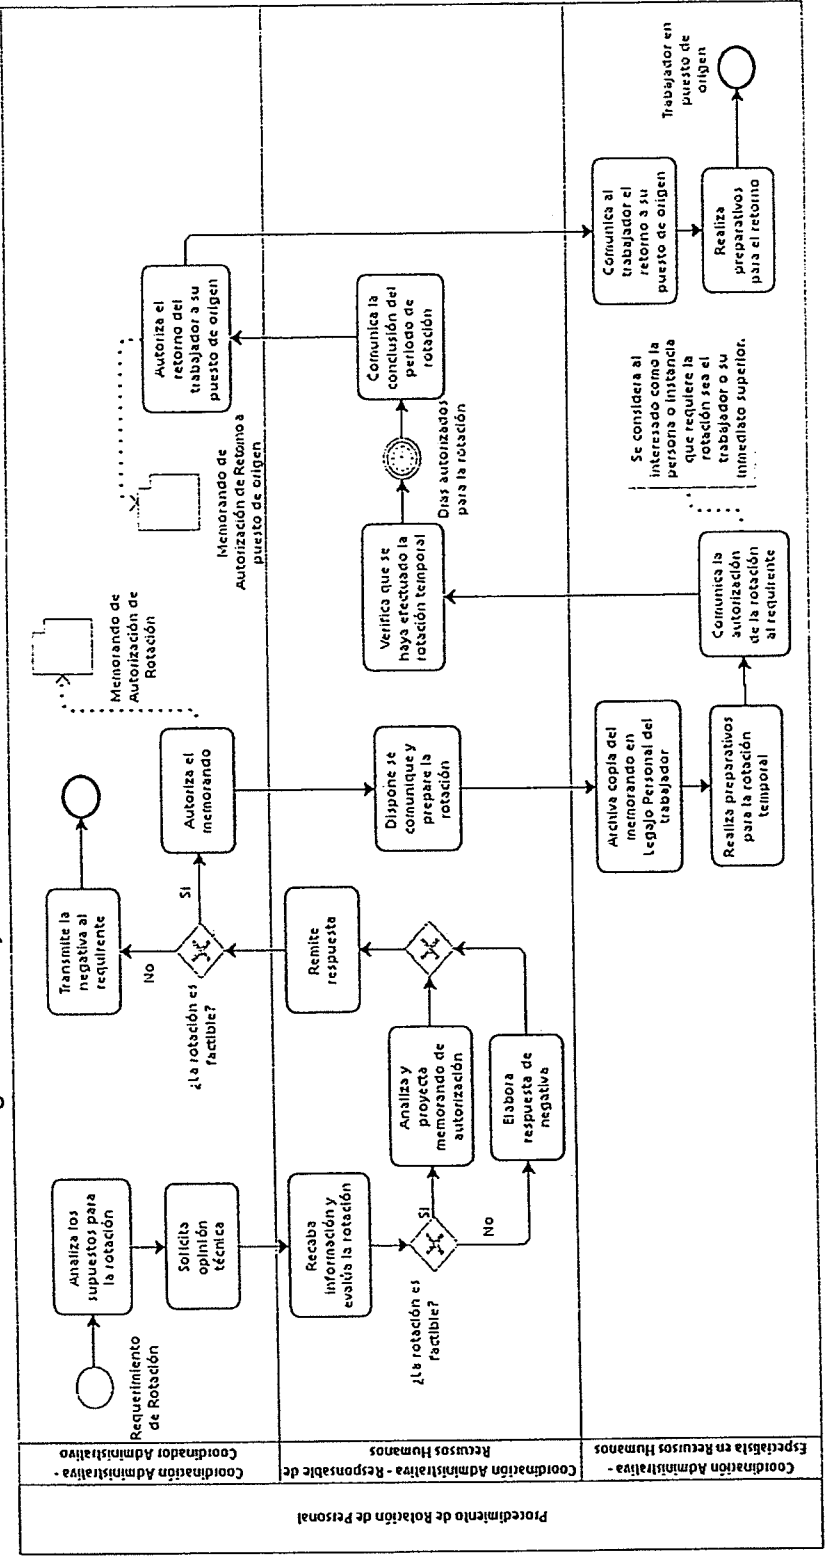 Procedimiento de Rotación de Personal
Coordinación Administrativa -
Coordinador Administrativo
Requerimiento
de Rotación
Analiza los
supuestos para
la rotación
Solicita
opinión
técnica
¿La rotación es
factible?
No
Si
Transmite la
negativa al
requirente
Autoriza el
memorando
Memorando de
Autorización de
Rotación
Memorando de
Autorización de Retorno a
puesto de origen
Autoriza el
retorno del
trabajador a su
puesto de origen
Coordinación Administrativa - Responsable de
Recursos Humanos
Recaba
información y
evalúa la rotación
¿La rotación es
factible?
Si
No
Analiza y
proyecta
memorando de
autorización
Elabora
respuesta de
negativa
Remite
respuesta
Dispone se
comunique y
prepare la
rotación
Verifica que se
haya efectuado la
rotación temporal
Días autorizados
para la rotación
Comunica la
conclusión del
período de
rotación
Coordinación Administrativa -
Especialista en Recursos Humanos
Archiva copia del
memorando en
Legajo Personal del
trabajador
Realiza preparativos
para la rotación
temporal
Comunica la
autorización
de la rotación
al requirente
Se considera al
interesado como la
persona o instancia
que requiere la
rotación sea el
trabajador o su
inmediato superior.
Comunica al
trabajador el
retorno a su
puesto de origen
Realiza
preparativos
para el retorno
Trabajador en
puesto de
origen